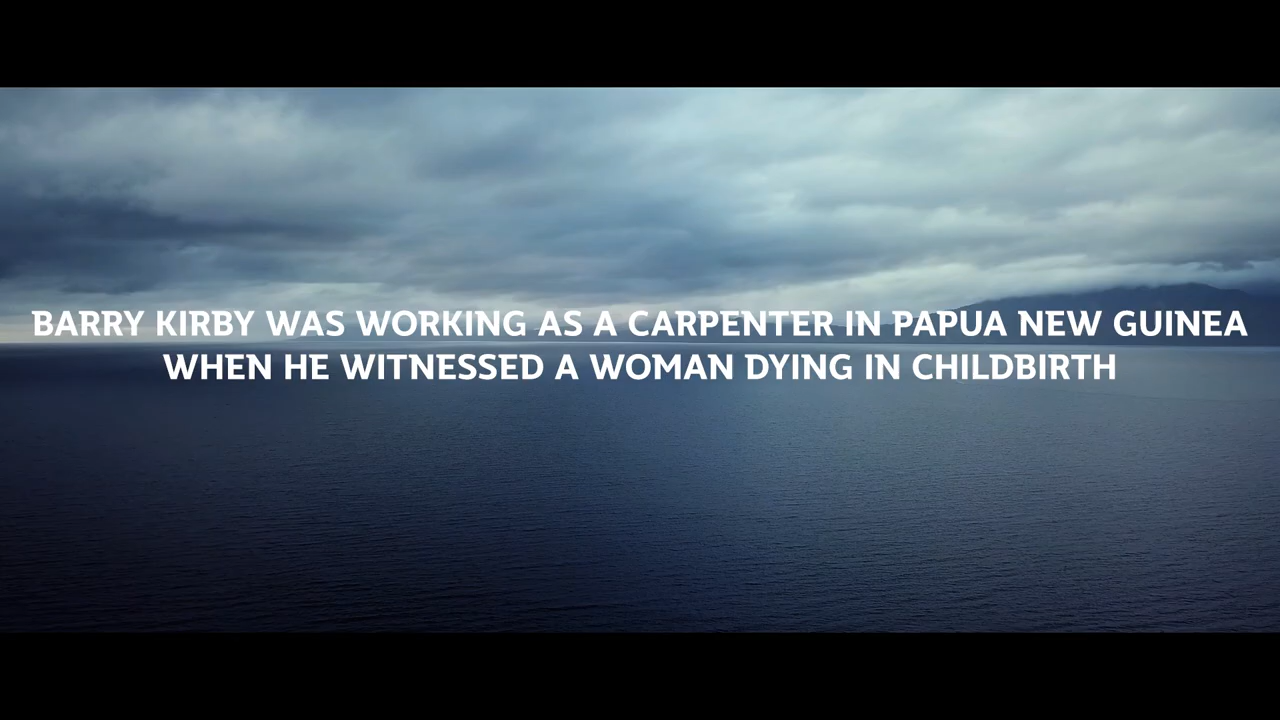 BARRY KIRBY WAS WORKING AS A CARPENTER IN PAPUA NEW GUINEA
WHEN HE WITNESSED A WOMAN DYING IN CHILDBIRTH